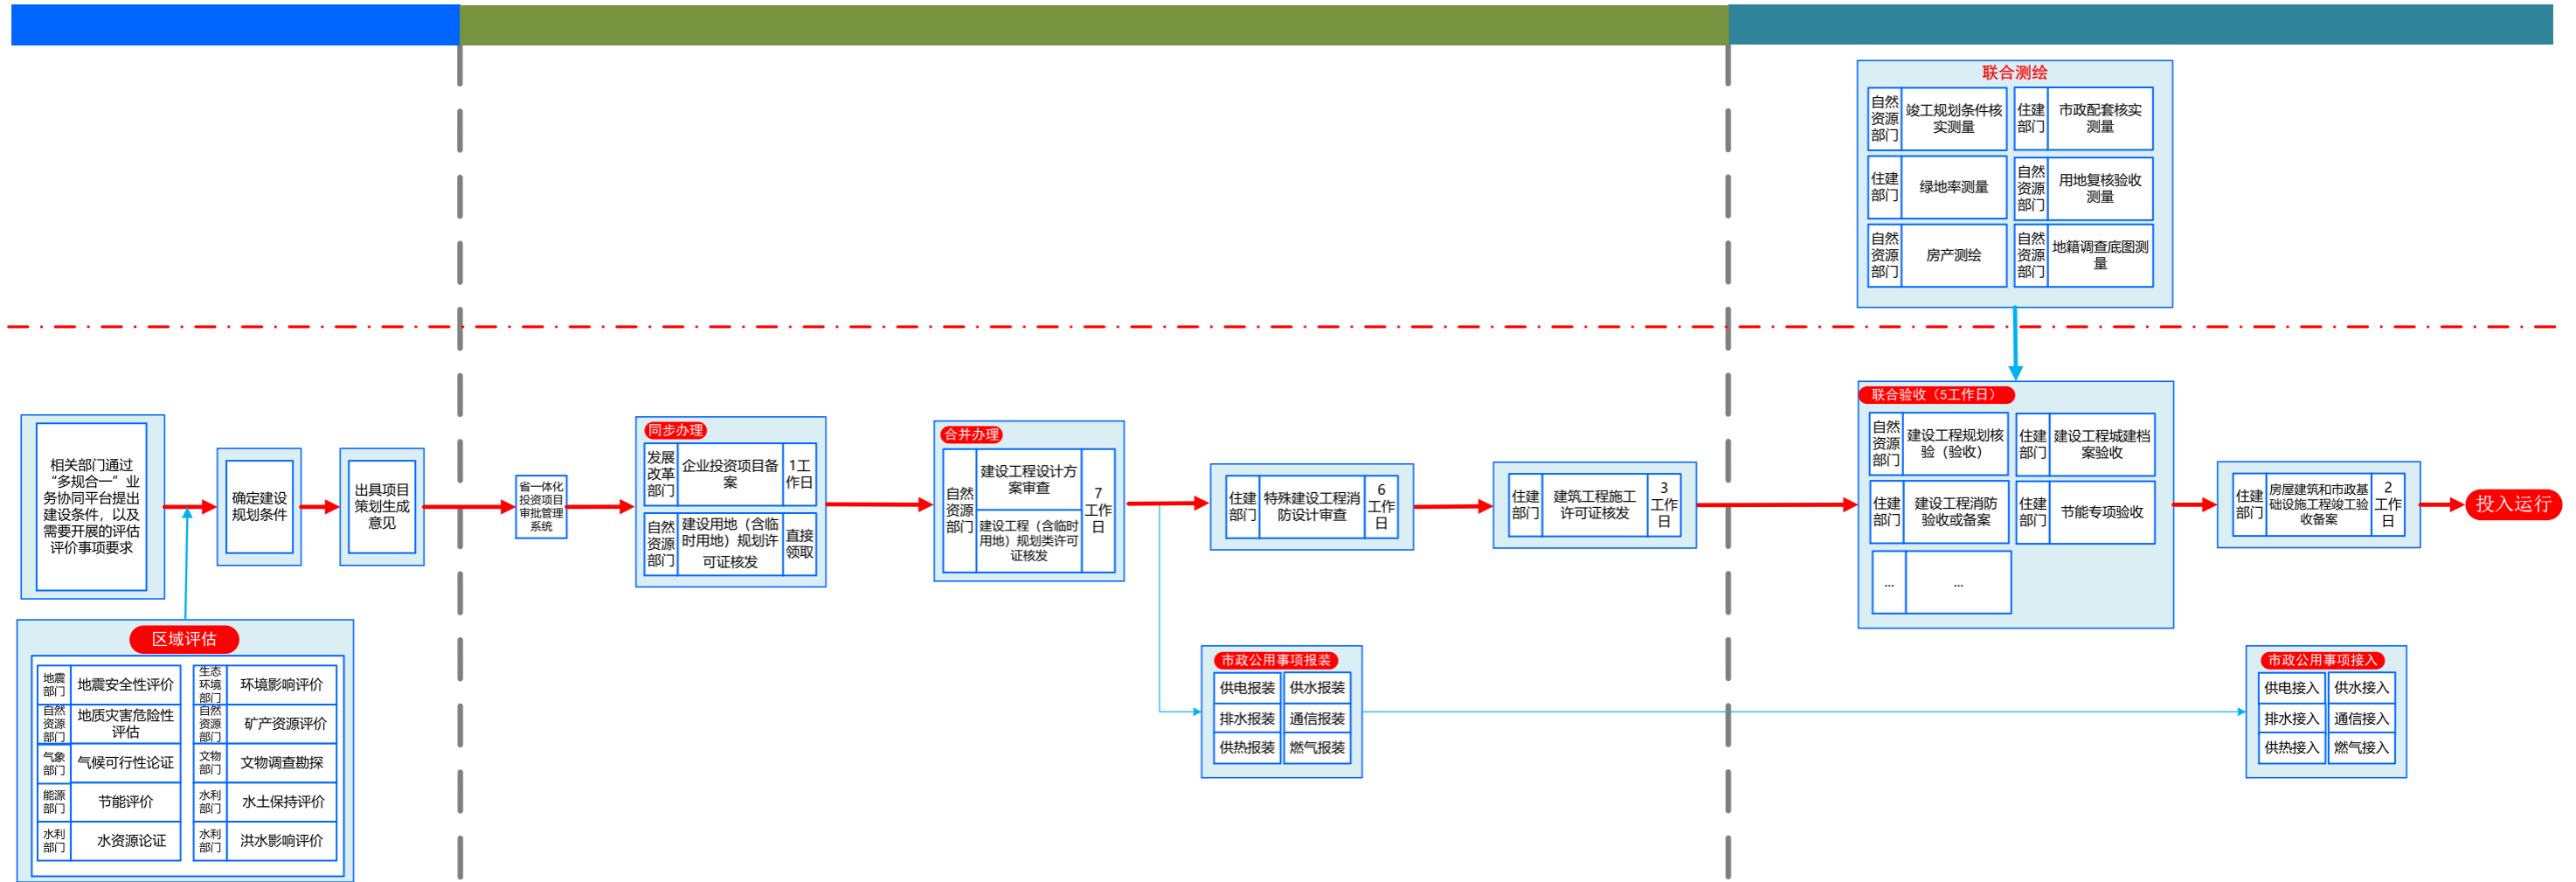 联合测绘
自然
资源
部门
竣工规划条件核
实测量
住建
部门
市政配套核实
测量
住建
部门
绿地率测量
自然
资源
部门
用地复核验收
测量
自然
资源
部门
房产测绘
自然
资源
部门
地籍调查底图测
量
相关部门通过
“多规合一”业
务协同平台提出
建设条件，以及
需要开展的评估
评价事项要求
确定建设
规划条件
出具项目
策划生成
意见
省一体化
投资项目
审批管理
系统
同步办理
发展
改革
部门
企业投资项目备
案
1工
作日
自然
资源
部门
建设用地（含临
时用地）规划许
可证核发
直接
领取
合并办理
自然
资源
部门
建设工程设计方
案审查
建设工程（含临时
用地）规划类许可
证核发
7
工作
日
住建
部门
特殊建设工程消
防设计审查
6
工作
日
住建
部门
建筑工程施工
许可证核发
3
工作
日
联合验收（5工作日）
自然
资源
部门
建设工程规划核
验（验收）
住建
部门
建设工程城建档
案验收
住建
部门
建设工程消防
验收或备案
住建
部门
节能专项验收
...
...
住建
部门
房屋建筑和市政基
础设施工程竣工验
收备案
2
工作
日
投入运行
区域评估
地震
部门
地震安全性评价
生态
环境
部门
环境影响评价
自然
资源
部门
地质灾害危险性
评估
自然
资源
部门
矿产资源评价
气象
部门
气候可行性论证
文物
部门
文物调查勘探
能源
部门
节能评价
水利
部门
水土保持评价
水利
部门
水资源论证
水利
部门
洪水影响评价
市政公用事项报装
供电报装
供水报装
排水报装
通信报装
供热报装
燃气报装
市政公用事项接入
供电接入
供水接入
排水接入
通信接入
供热接入
燃气接入